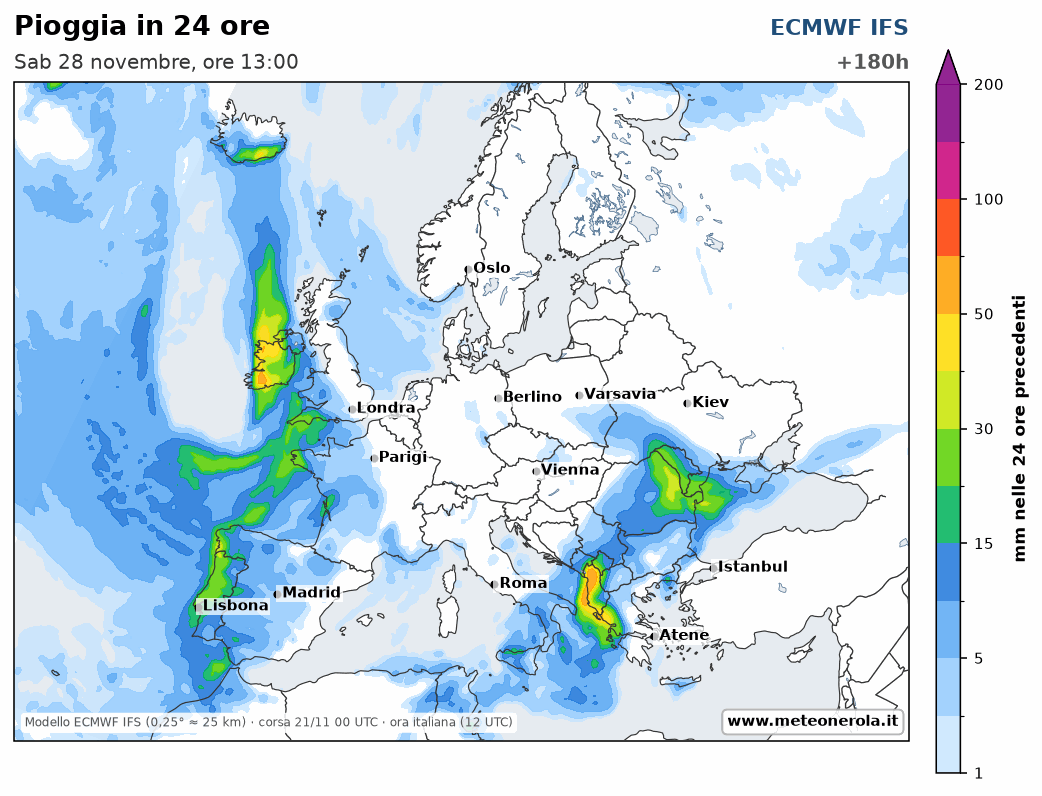 Pioggia in 24 ore
ECMWF IFS
Sab 28 novembre, ore 13:00
+180h
200
100
50
30
15
5
1
mm nelle 24 ore precedenti
Oslo
Londra
Berlino
Varsavia
Kiev
Parigi
Vienna
Istanbul
Roma
Madrid
Lisbona
Atene
Modello ECMWF IFS (0,25° ≈ 25 km) · corsa 21/11 00 UTC · ora italiana (12 UTC)
www.meteonerola.it